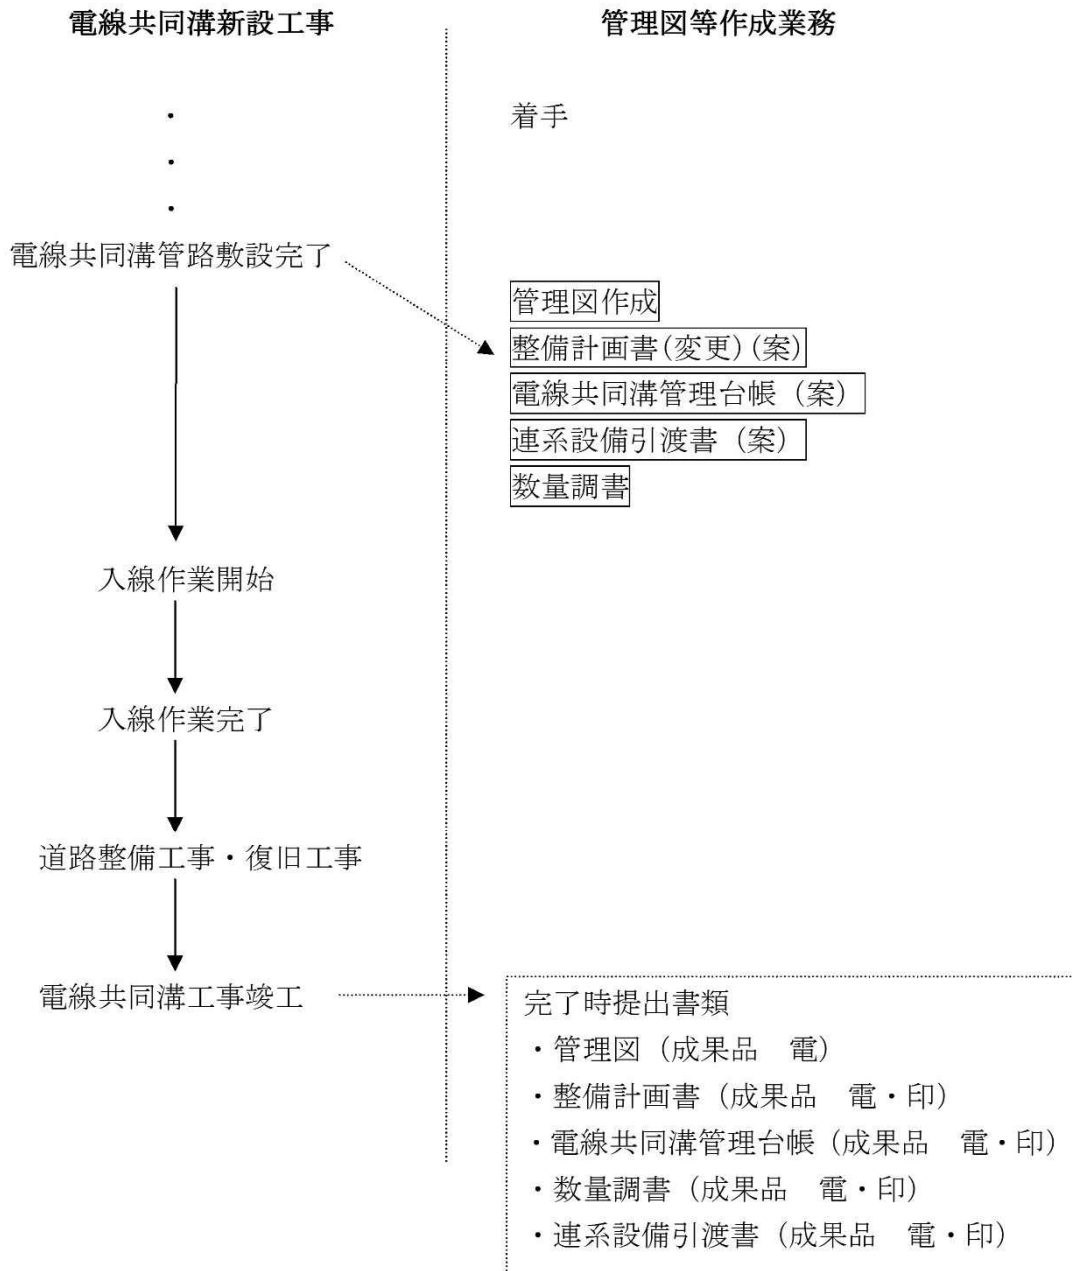 電線共同溝新設工事
管理図等作成業務
・
・
・
着手
電線共同溝管路敷設完了
管理図作成
整備計画書(変更)(案)
電線共同溝管理台帳（案）
連系設備引渡書（案）
数量調書
入線作業開始
入線作業完了
道路整備工事・復旧工事
電線共同溝工事竣工
完了時提出書類
・管理図（成果品　電）
・整備計画書（成果品　電・印）
・電線共同溝管理台帳（成果品　電・印）
・数量調書（成果品　電・印）
・連系設備引渡書（成果品　電・印）